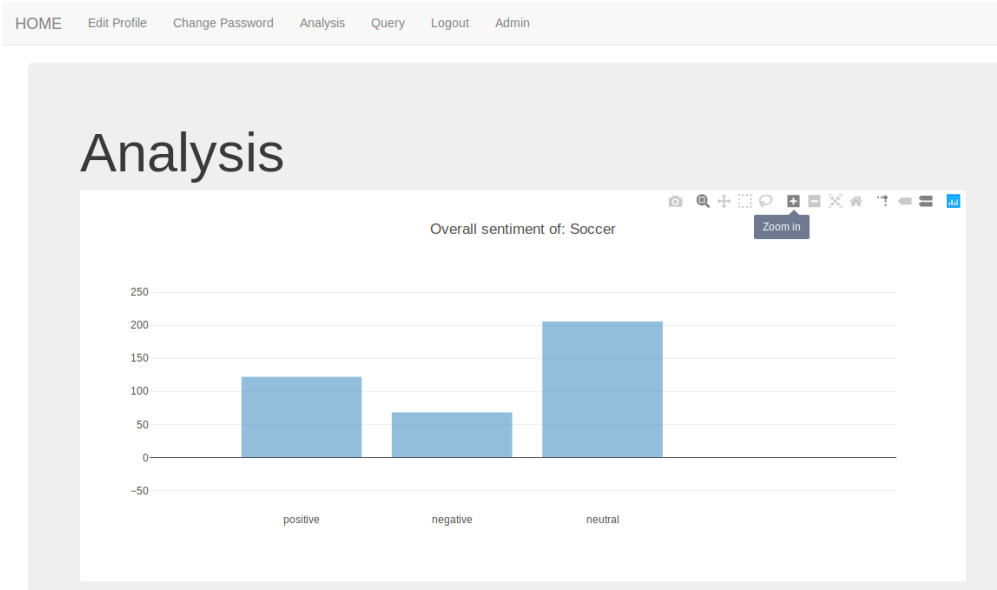 HOME Edit Profile Change Password Analysis Query Logout Admin
Analysis
Zoom in
Overall sentiment of: Soccer
250
200
150
100
50
0
−50
positive negative neutral